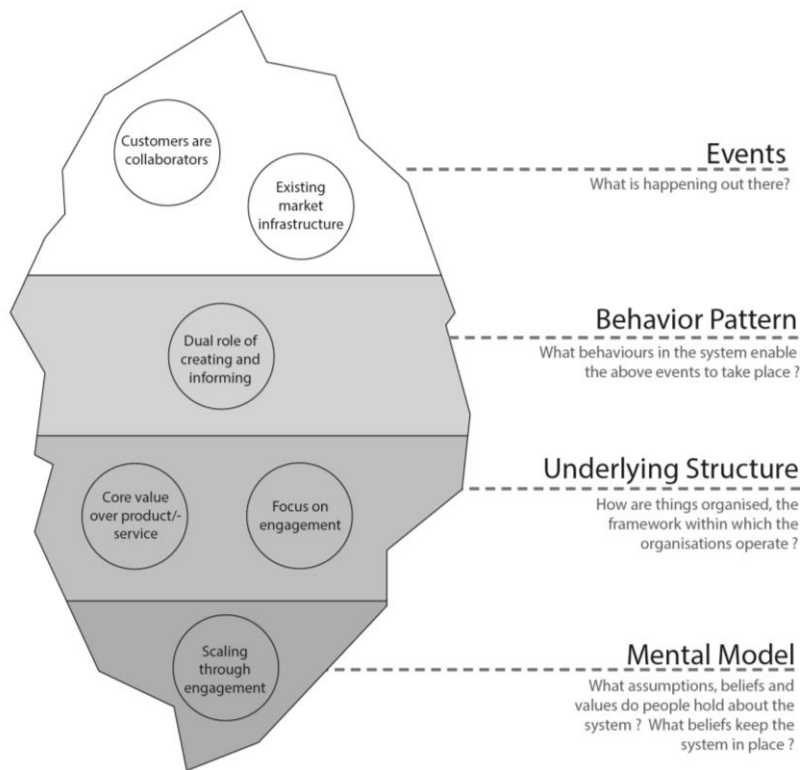 Customers are
collaborators
Existing
market
infrastructure
Events
What is happening out there?
Dual role of
creating and
informing
Behavior Pattern
What behaviours in the system enable
the above events to take place ?
Core value
over product/-
service
Focus on
engagement
Underlying Structure
How are things organised, the
framework within which the
organisations operate ?
Scaling
through
engagement
Mental Model
What assumptions, beliefs and
values do people hold about the
system ?  What beliefs keep the
system in place ?